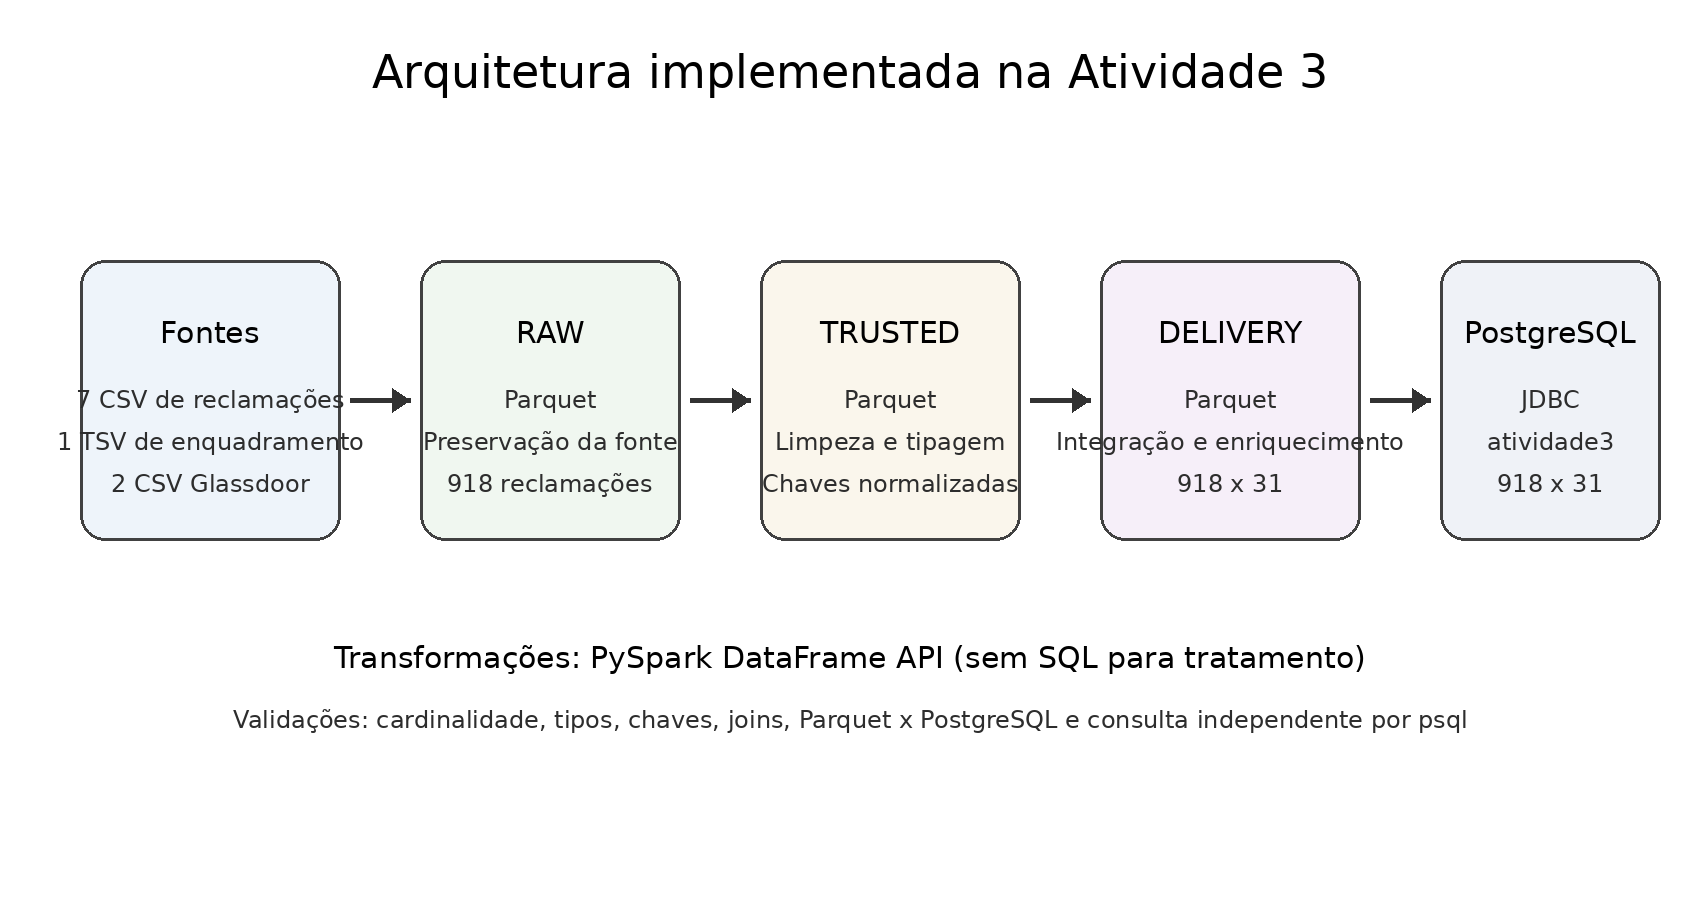 Arquitetura implementada na Atividade 3
Fontes
7 CSV de reclamações
1 TSV de enquadramento
2 CSV Glassdoor
RAW
Parquet
Preservação da fonte
918 reclamações
TRUSTED
Parquet
Limpeza e tipagem
Chaves normalizadas
DELIVERY
Parquet
Integração e enriquecimento
918 x 31
PostgreSQL
JDBC
atividade3
918 x 31
Transformações: PySpark DataFrame API (sem SQL para tratamento)
Validações: cardinalidade, tipos, chaves, joins, Parquet x PostgreSQL e consulta independente por psql